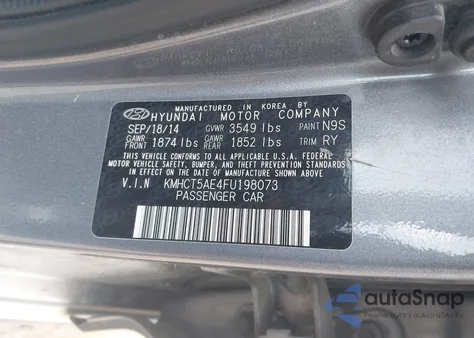 MANUFACTURED IN KOREA BY
HYUNDAI MOTOR COMPANY
SEP/18/14 GVWR 3549 lbs PAINT N9S
GAWR FRONT 1874 lbs GAWR REAR 1852 lbs TRIM RY
THIS VEHICLE CONFORMS TO ALL APPLICABLE U.S.A. FEDERAL
MOTOR VEHICLE SAFETY, BUMPER, AND THEFT PREVENTION
STANDARDS IN EFFECT ON THE DATE OF MANUFACTURE SHOWN ABOVE.
V.I.N KMHCT5AE4FU198073
PASSENGER CAR
autoSnap